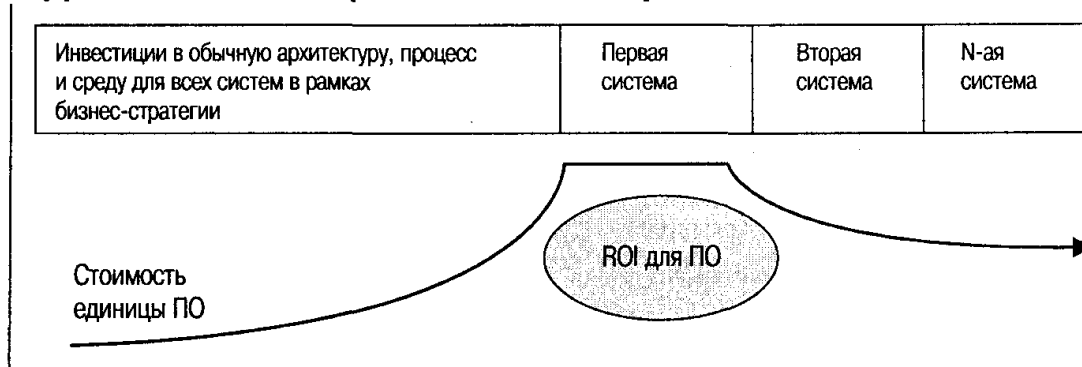 Инвестиции в обычную архитектуру, процесс
и среду для всех систем в рамках
бизнес-стратегии
Первая
система
Вторая
система
N-ая
система
ROI для ПО
Стоимость
единицы ПО